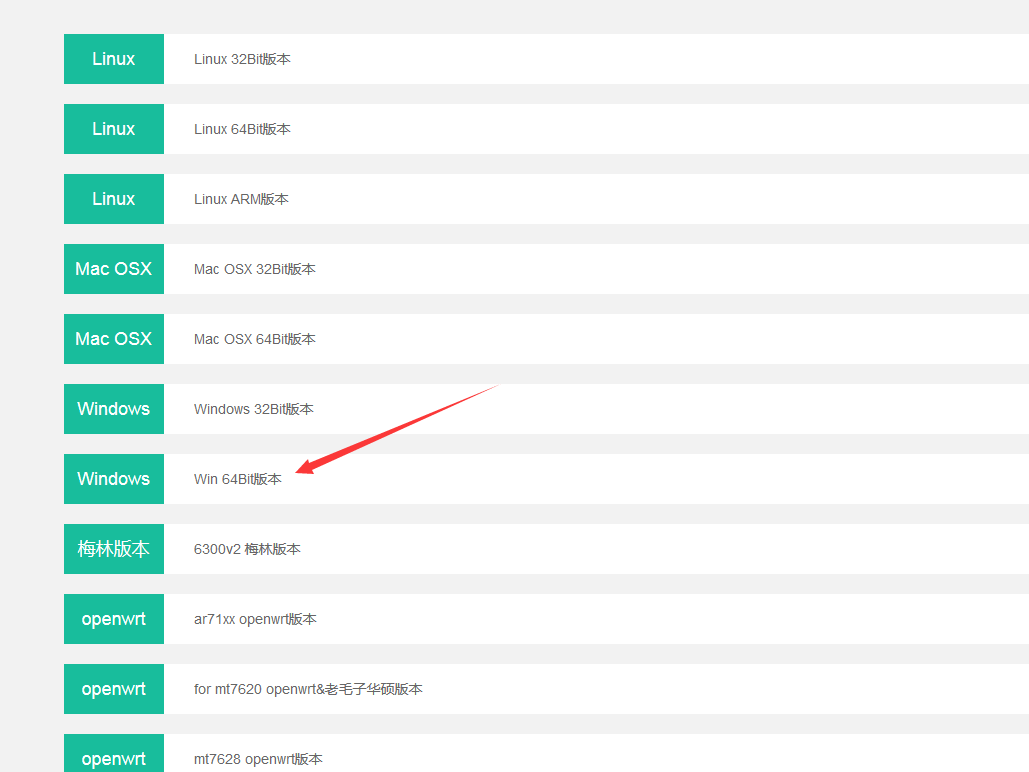 Linux Linux 32Bit版本
Linux Linux 64Bit版本
Linux Linux ARM版本
Mac OSX Mac OSX 32Bit版本
Mac OSX Mac OSX 64Bit版本
Windows Windows 32Bit版本
Windows Win 64Bit版本
梅林版本 6300v2 梅林版本
openwrt ar71xx openwrt版本
openwrt for mt7620 openwrt&老毛子华硕版本
openwrt mt7628 openwrt版本